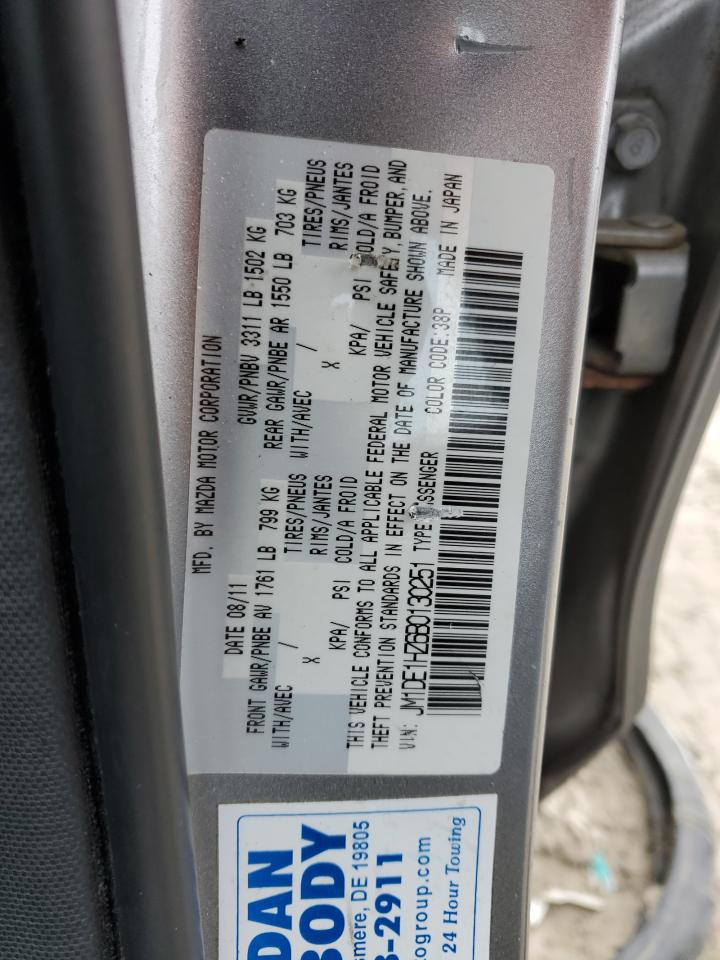 MFD. BY MAZDA MOTOR CORPORATION
DATE 08/11 GVWR/PNBV 3311 LB 1502 KG
FRONT GAWR/PNBE AV 1761 LB 799 KG REAR GAWR/PNBE AR 1550 LB 703 KG
WITH/AVEC / TIRES/PNEUS WITH/AVEC / TIRES/PNEUS
X RIMS/JANTES X RIMS/JANTES
KPA/ PSI COLD/A FROID KPA/ PSI COLD/A FROID
THIS VEHICLE CONFORMS TO ALL APPLICABLE FEDERAL MOTOR VEHICLE SAFETY, BUMPER, AND
THEFT PREVENTION STANDARDS IN EFFECT ON THE DATE OF MANUFACTURE SHOWN ABOVE.
VIN: JM1DE1HZ6B0130251 TYPE: PASSENGER COLOR CODE:38P MADE IN JAPAN
DAN
BODY
smere, DE 19805
3-2911
togroup.com
24 Hour Towing